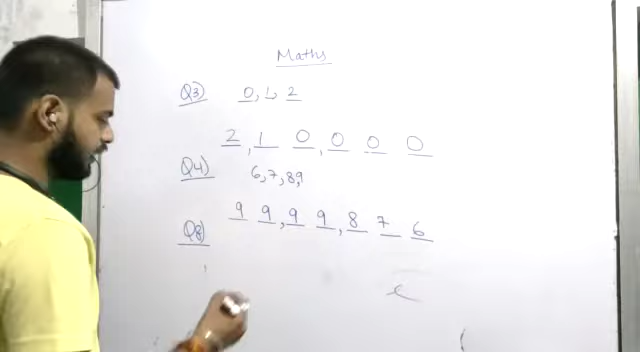 Maths
Q3) 0, 1, 2
2, 1 0 0, 0 0 0
Q4) 6, 7, 8, 9
9 9, 9 9, 8 7 6
Q8)